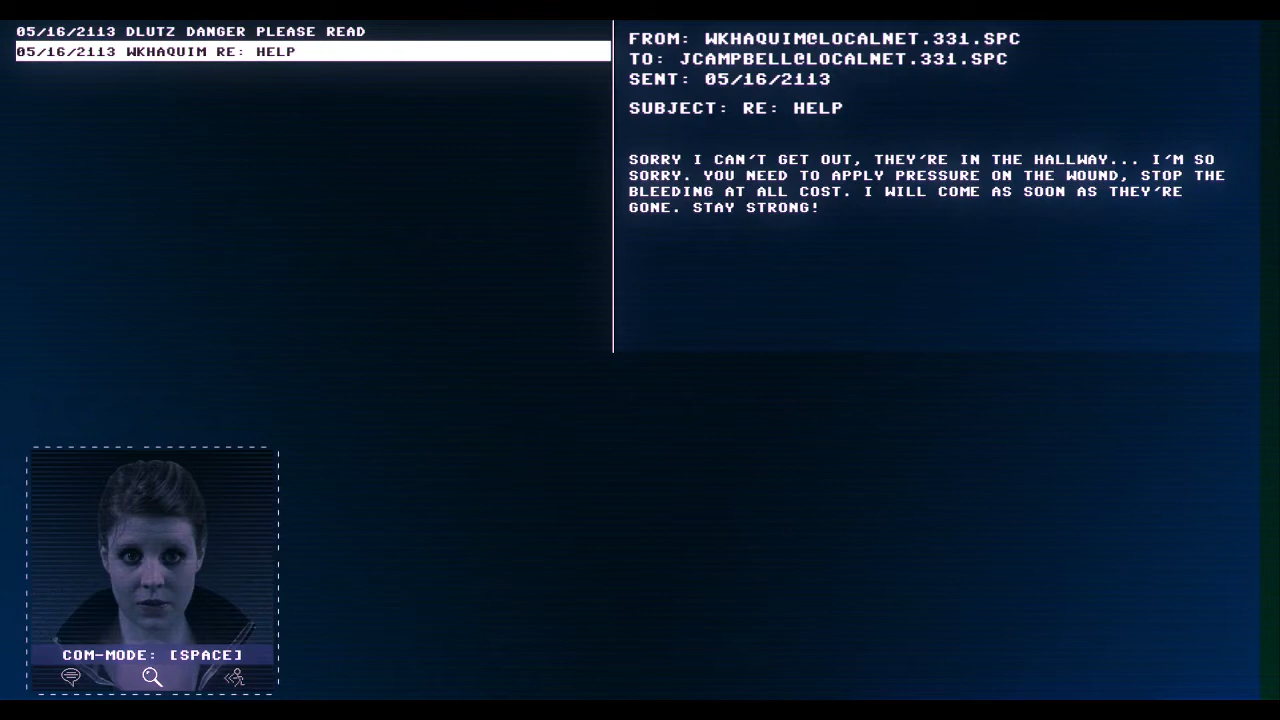 05/16/2113 DLUTZ DANGER PLEASE READ
05/16/2113 WKHAQUIM RE: HELP
FROM: WKHAQUIM@LOCALNET.331.SPC
TO: JCAMPBELL@LOCALNET.331.SPC
SENT: 05/16/2113
SUBJECT: RE: HELP
SORRY I CAN'T GET OUT, THEY'RE IN THE HALLWAY... I'M SO
SORRY. YOU NEED TO APPLY PRESSURE ON THE WOUND, STOP THE
BLEEDING AT ALL COST. I WILL COME AS SOON AS THEY'RE
GONE. STAY STRONG!
COM-MODE: [SPACE]